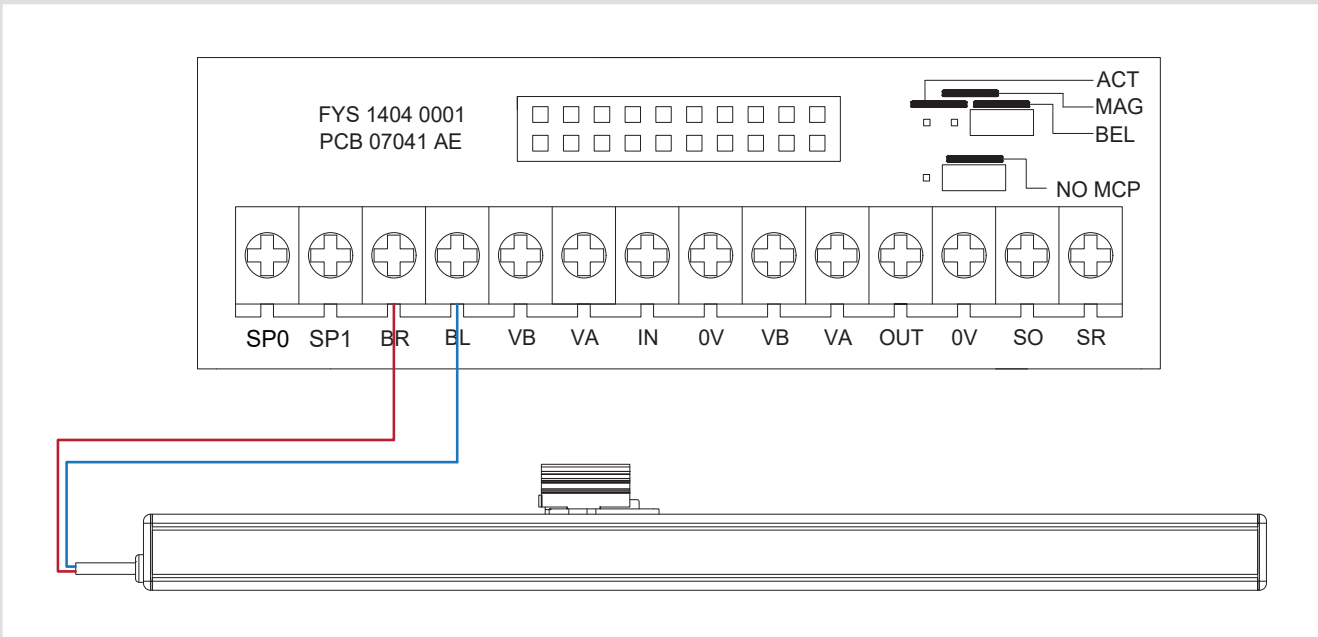 FYS 1404 0001
PCB 07041 AE
ACT
MAG
BEL
NO MCP
SP0 SP1 BR BL VB VA IN 0V VB VA OUT 0V SO SR